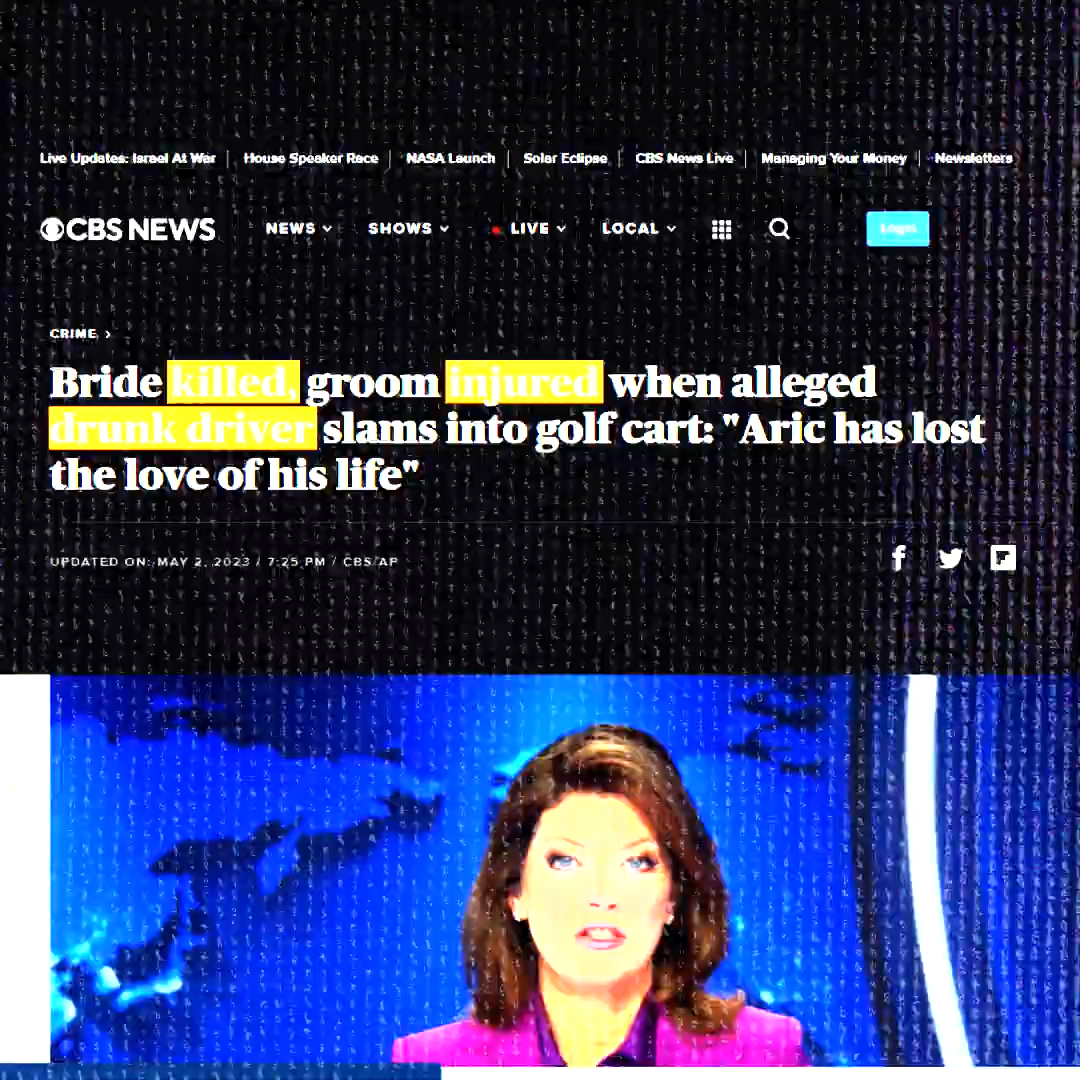 Live Updates: Israel At War | House Speaker Race | NASA Launch | Solar Eclipse | CBS News Live | Managing Your Money | Newsletters
CBS NEWS NEWS SHOWS LIVE LOCAL Login
CRIME >
Bride killed, groom injured when alleged
drunk driver slams into golf cart: "Aric has lost
the love of his life"
UPDATED ON: MAY 2, 2023 / 7:25 PM / CBS/AP